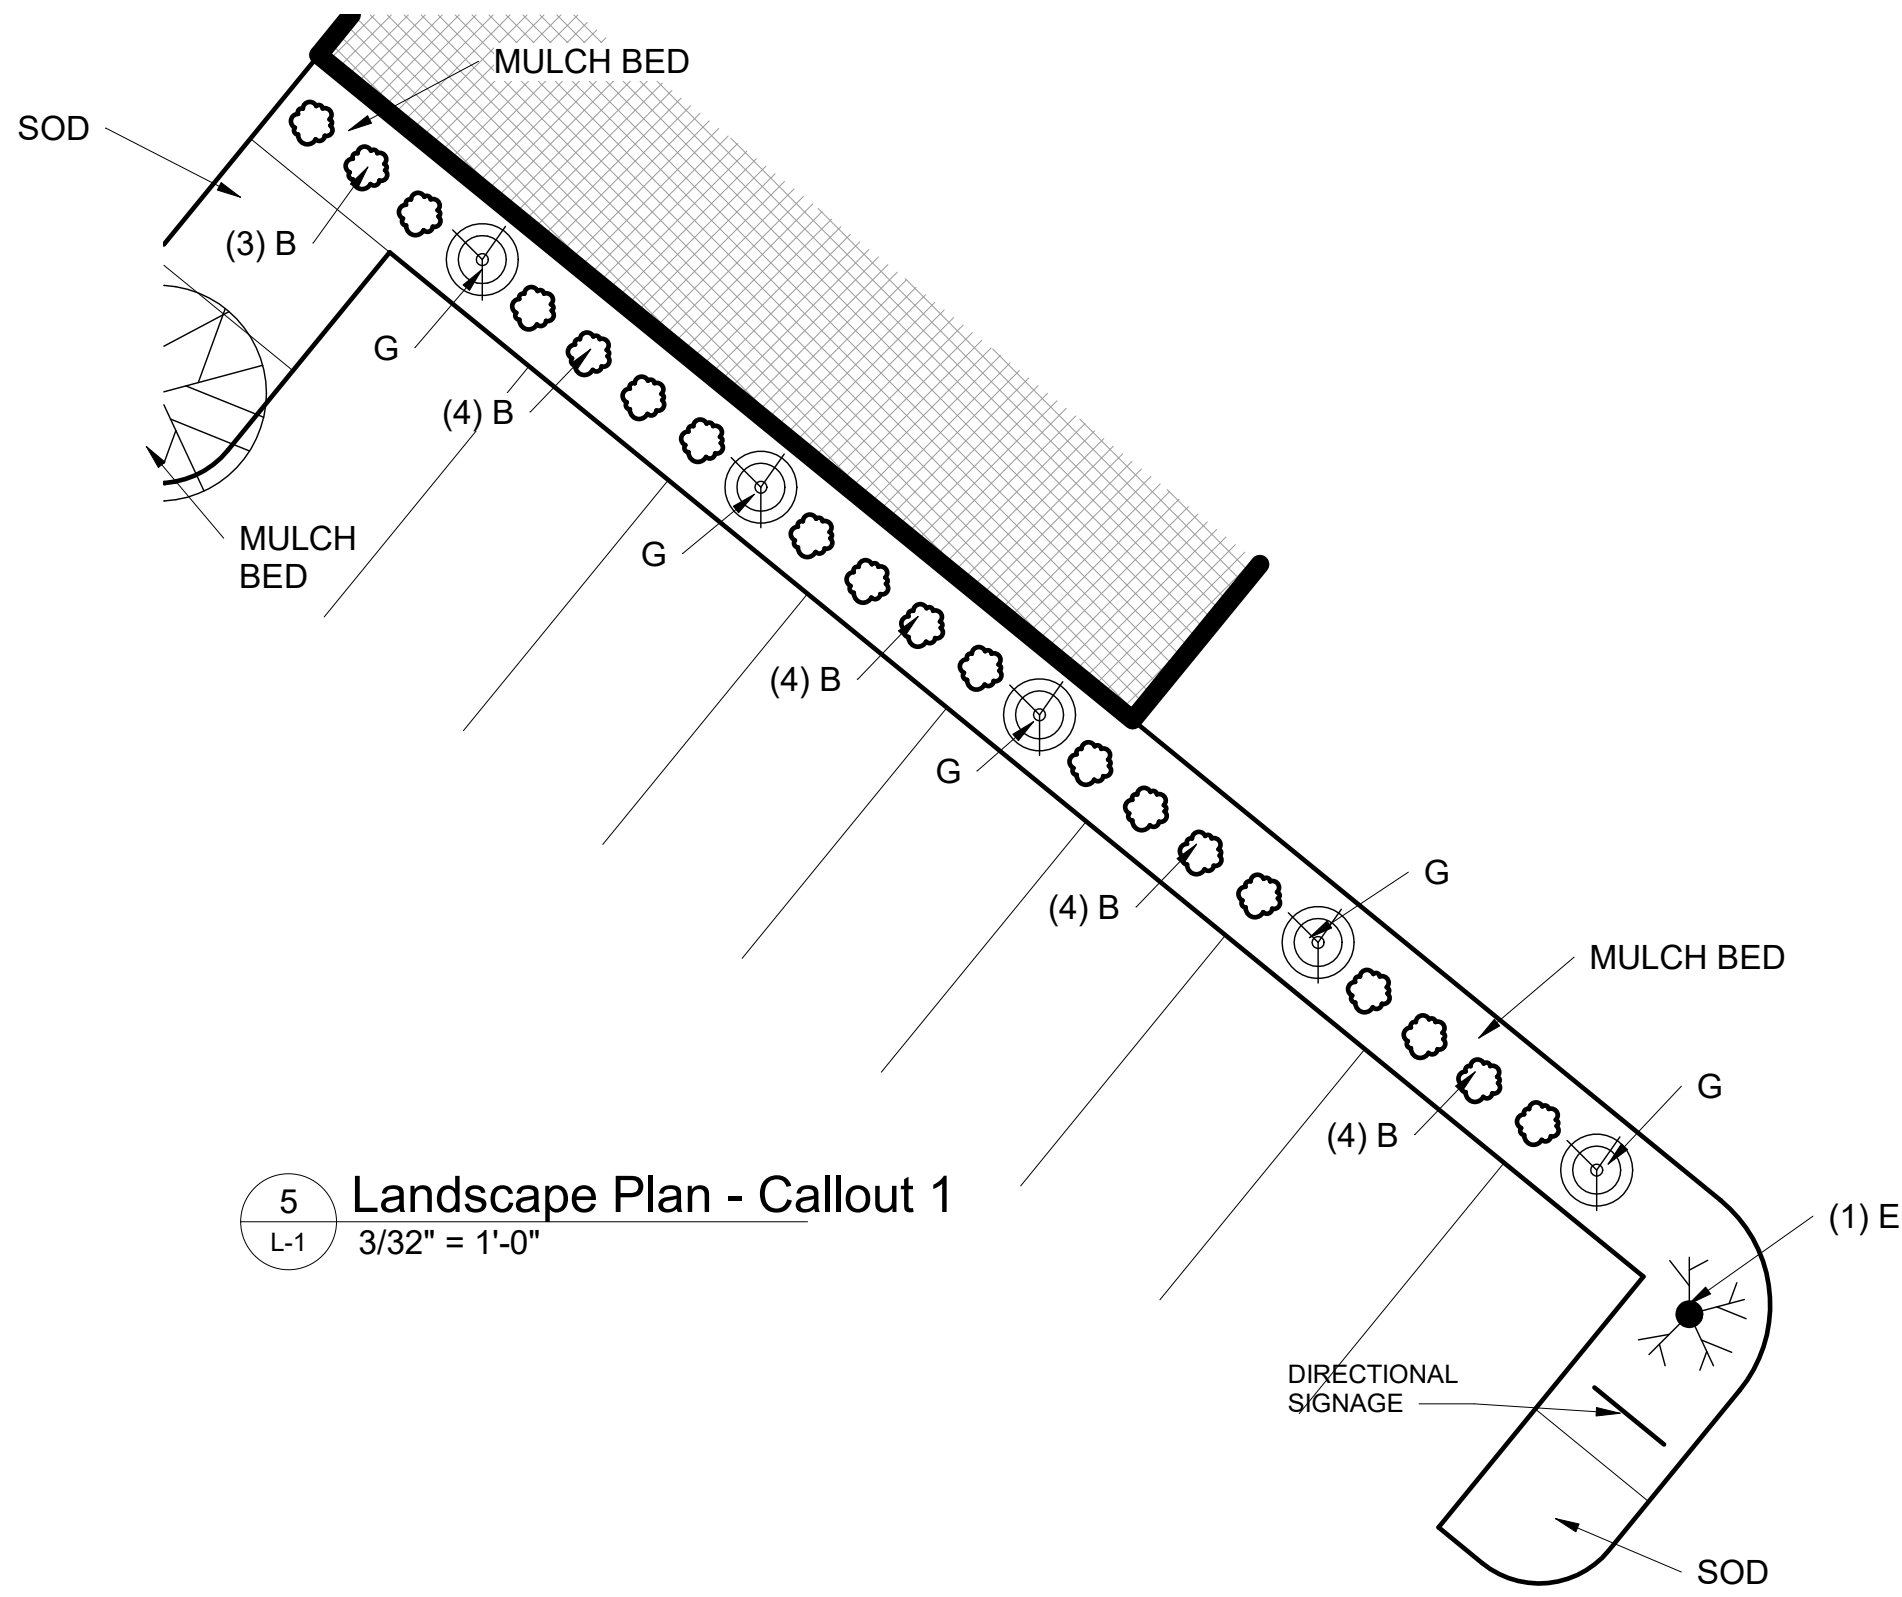 MULCH BED
SOD
(3) B
G
(4) B
MULCH
BED
G
(4) B
G
G
(4) B
MULCH BED
G
(4) B
5
L-1
Landscape Plan - Callout 1
3/32" = 1'-0"
(1) E
DIRECTIONAL
SIGNAGE
SOD